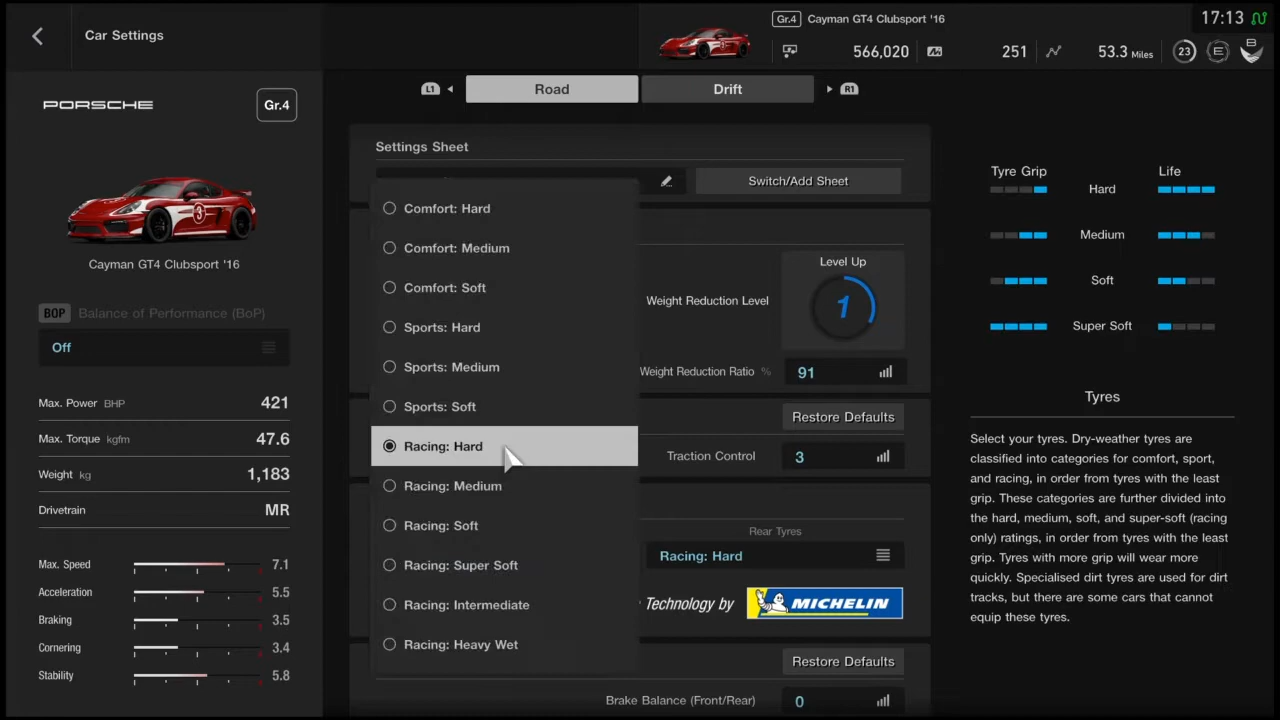 Car Settings
Gr.4 Cayman GT4 Clubsport '16
17:13
566,020
251
53.3 Miles
23
E
B
PORSCHE
Gr.4
3
Cayman GT4 Clubsport '16
BOP Balance of Performance (BoP)
Off
Max. Power BHP 421
Max. Torque kgfm 47.6
Weight kg 1,183
Drivetrain MR
Max. Speed 7.1
Acceleration 5.5
Braking 3.5
Cornering 3.4
Stability 5.8
L1 Road Drift R1
Settings Sheet
Switch/Add Sheet
Comfort: Hard
Comfort: Medium
Comfort: Soft
Sports: Hard
Sports: Medium
Sports: Soft
Racing: Hard
Racing: Medium
Racing: Soft
Racing: Super Soft
Racing: Intermediate
Racing: Heavy Wet
Level Up
Weight Reduction Level 1
Weight Reduction Ratio % 91
Restore Defaults
Traction Control 3
Rear Tyres
Racing: Hard
Technology by MICHELIN
Restore Defaults
Brake Balance (Front/Rear) 0
Tyre Grip Life
Hard
Medium
Soft
Super Soft
Tyres
Select your tyres. Dry-weather tyres are
classified into categories for comfort, sport,
and racing, in order from tyres with the least
grip. These categories are further divided into
the hard, medium, soft, and super-soft (racing
only) ratings, in order from tyres with the least
grip. Tyres with more grip will wear more
quickly. Specialised dirt tyres are used for dirt
tracks, but there are some cars that cannot
equip these tyres.